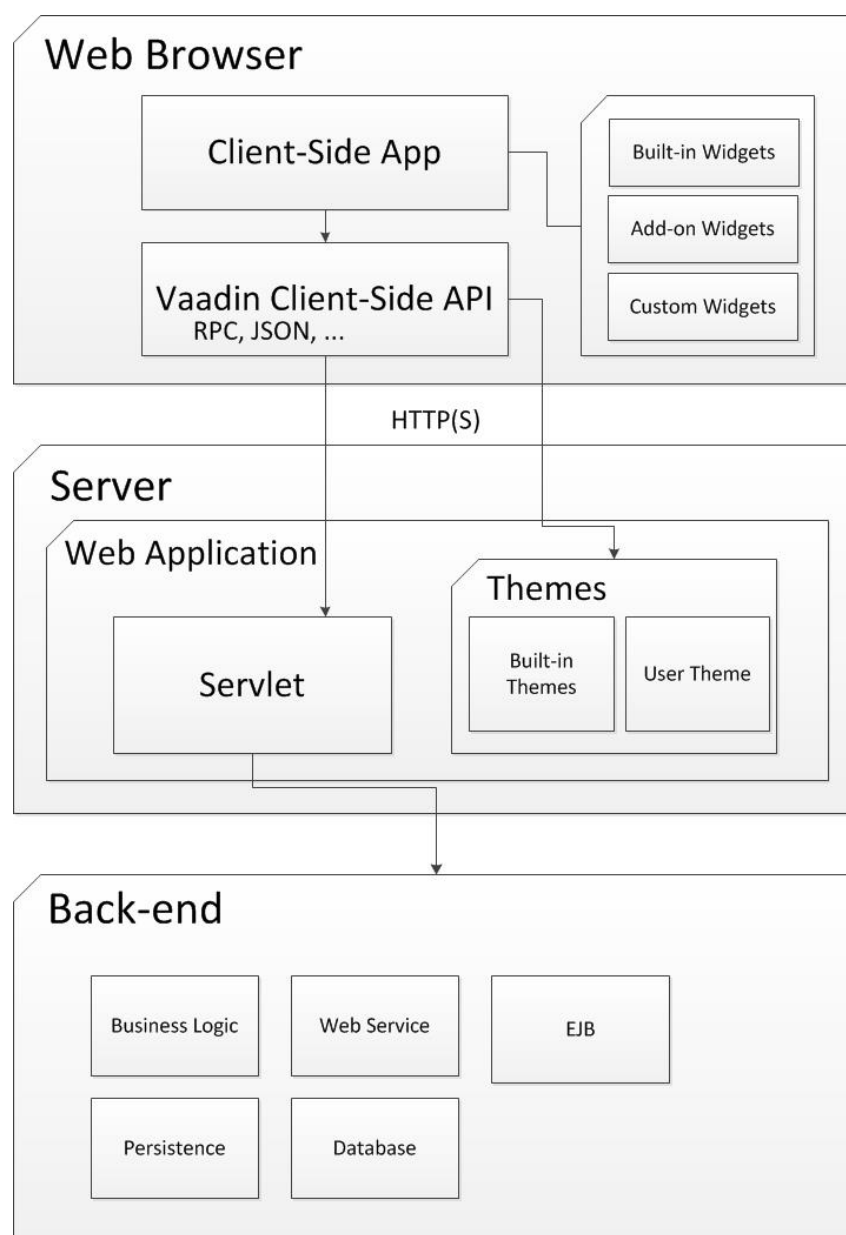 Web Browser
Client-Side App
Built-in Widgets
Add-on Widgets
Custom Widgets
Vaadin Client-Side API
RPC, JSON, ...
HTTP(S)
Server
Web Application
Themes
Servlet
Built-in
Themes
User Theme
Back-end
Business Logic
Web Service
EJB
Persistence
Database